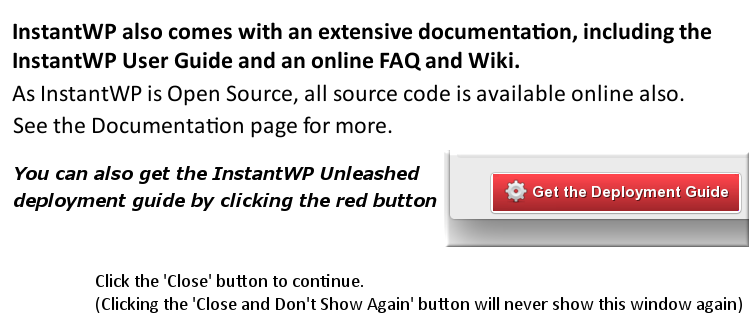 InstantWP also comes with an extensive documentation, including the
InstantWP User Guide and an online FAQ and Wiki.
As InstantWP is Open Source, all source code is available online also.
See the Documentation page for more.
You can also get the InstantWP Unleashed
deployment guide by clicking the red button
Get the Deployment Guide
Click the 'Close' button to continue.
(Clicking the 'Close and Don't Show Again' button will never show this window again)